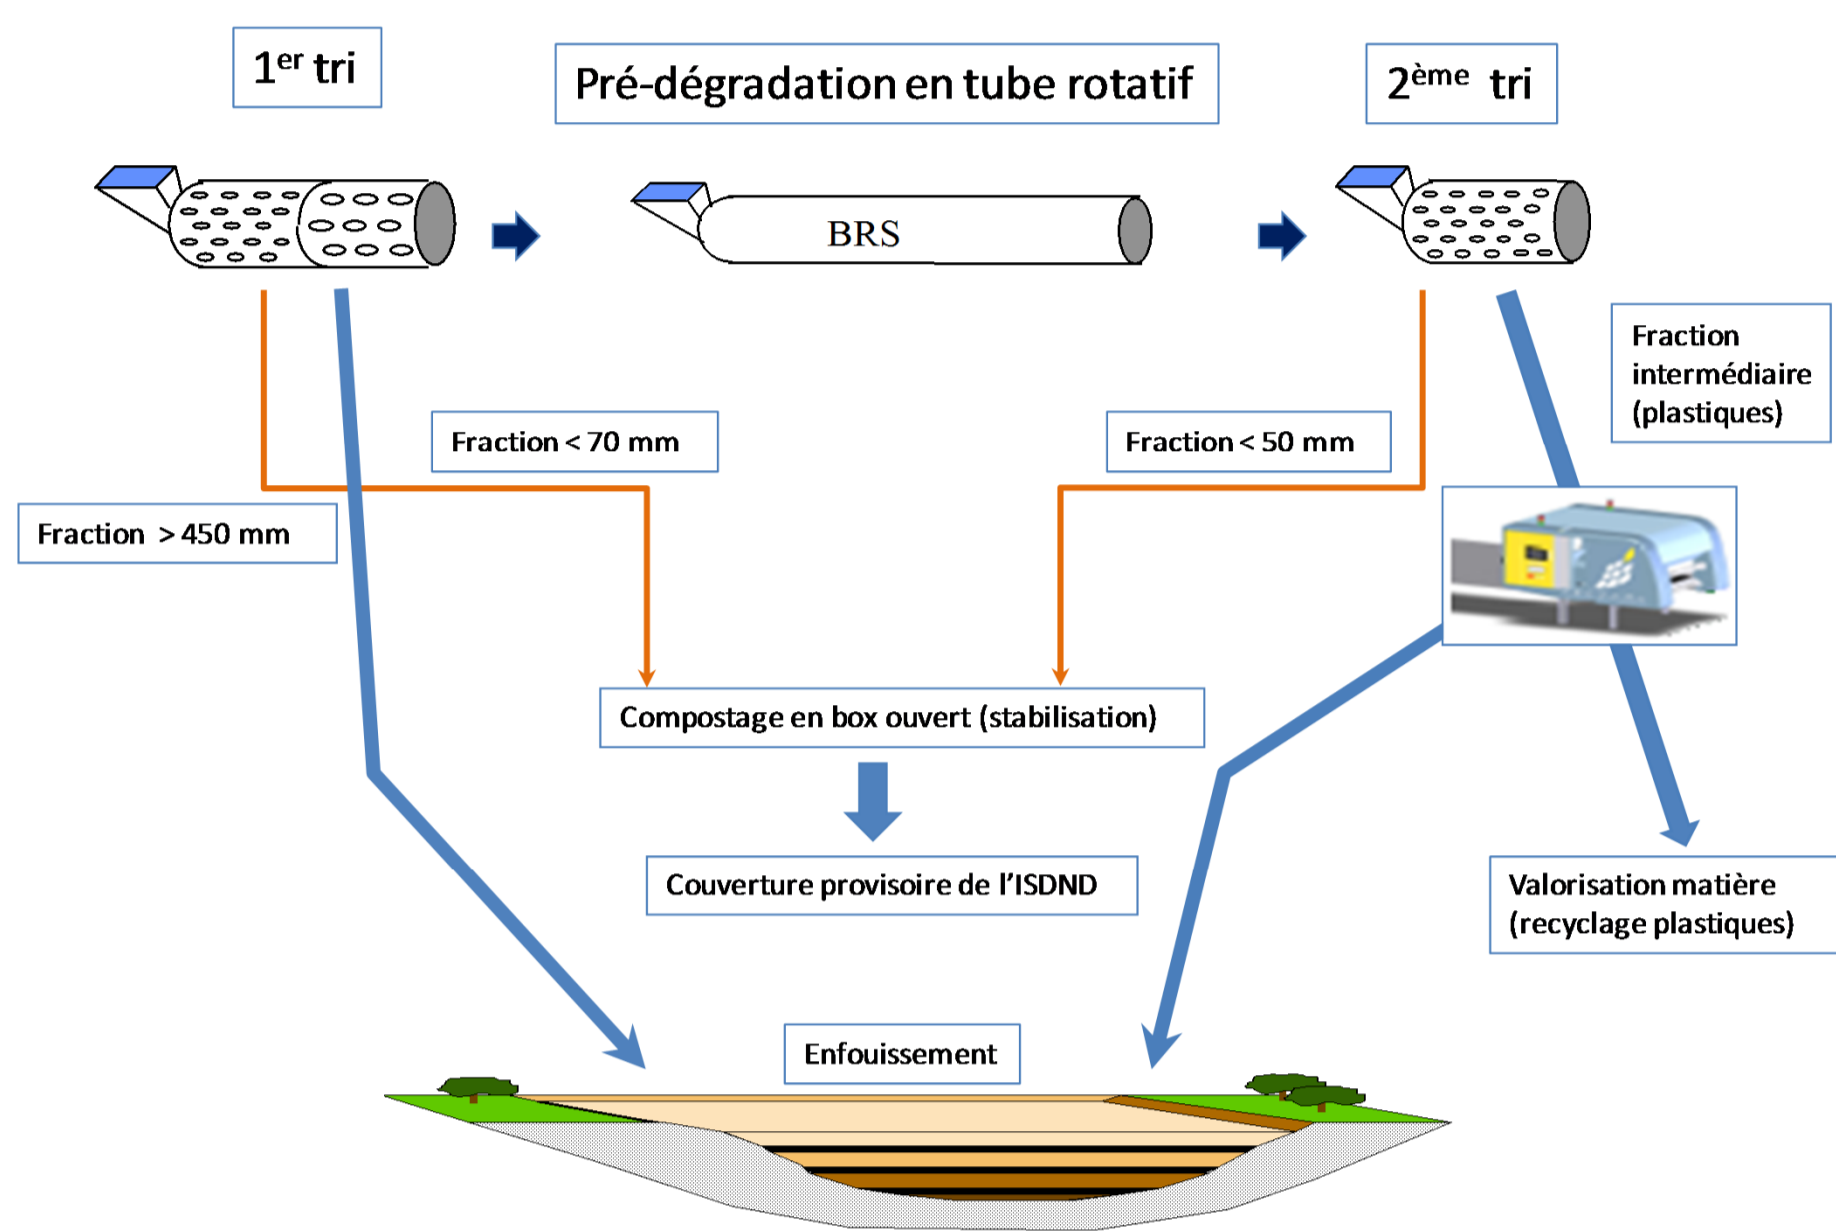 1er tri
Pré-dégradation en tube rotatif
2ème tri
BRS
Fraction
intermédiaire
(plastiques)
Fraction < 70 mm
Fraction < 50 mm
Fraction > 450 mm
Compostage en box ouvert (stabilisation)
Couverture provisoire de l'ISDND
Valorisation matière
(recyclage plastiques)
Enfouissement